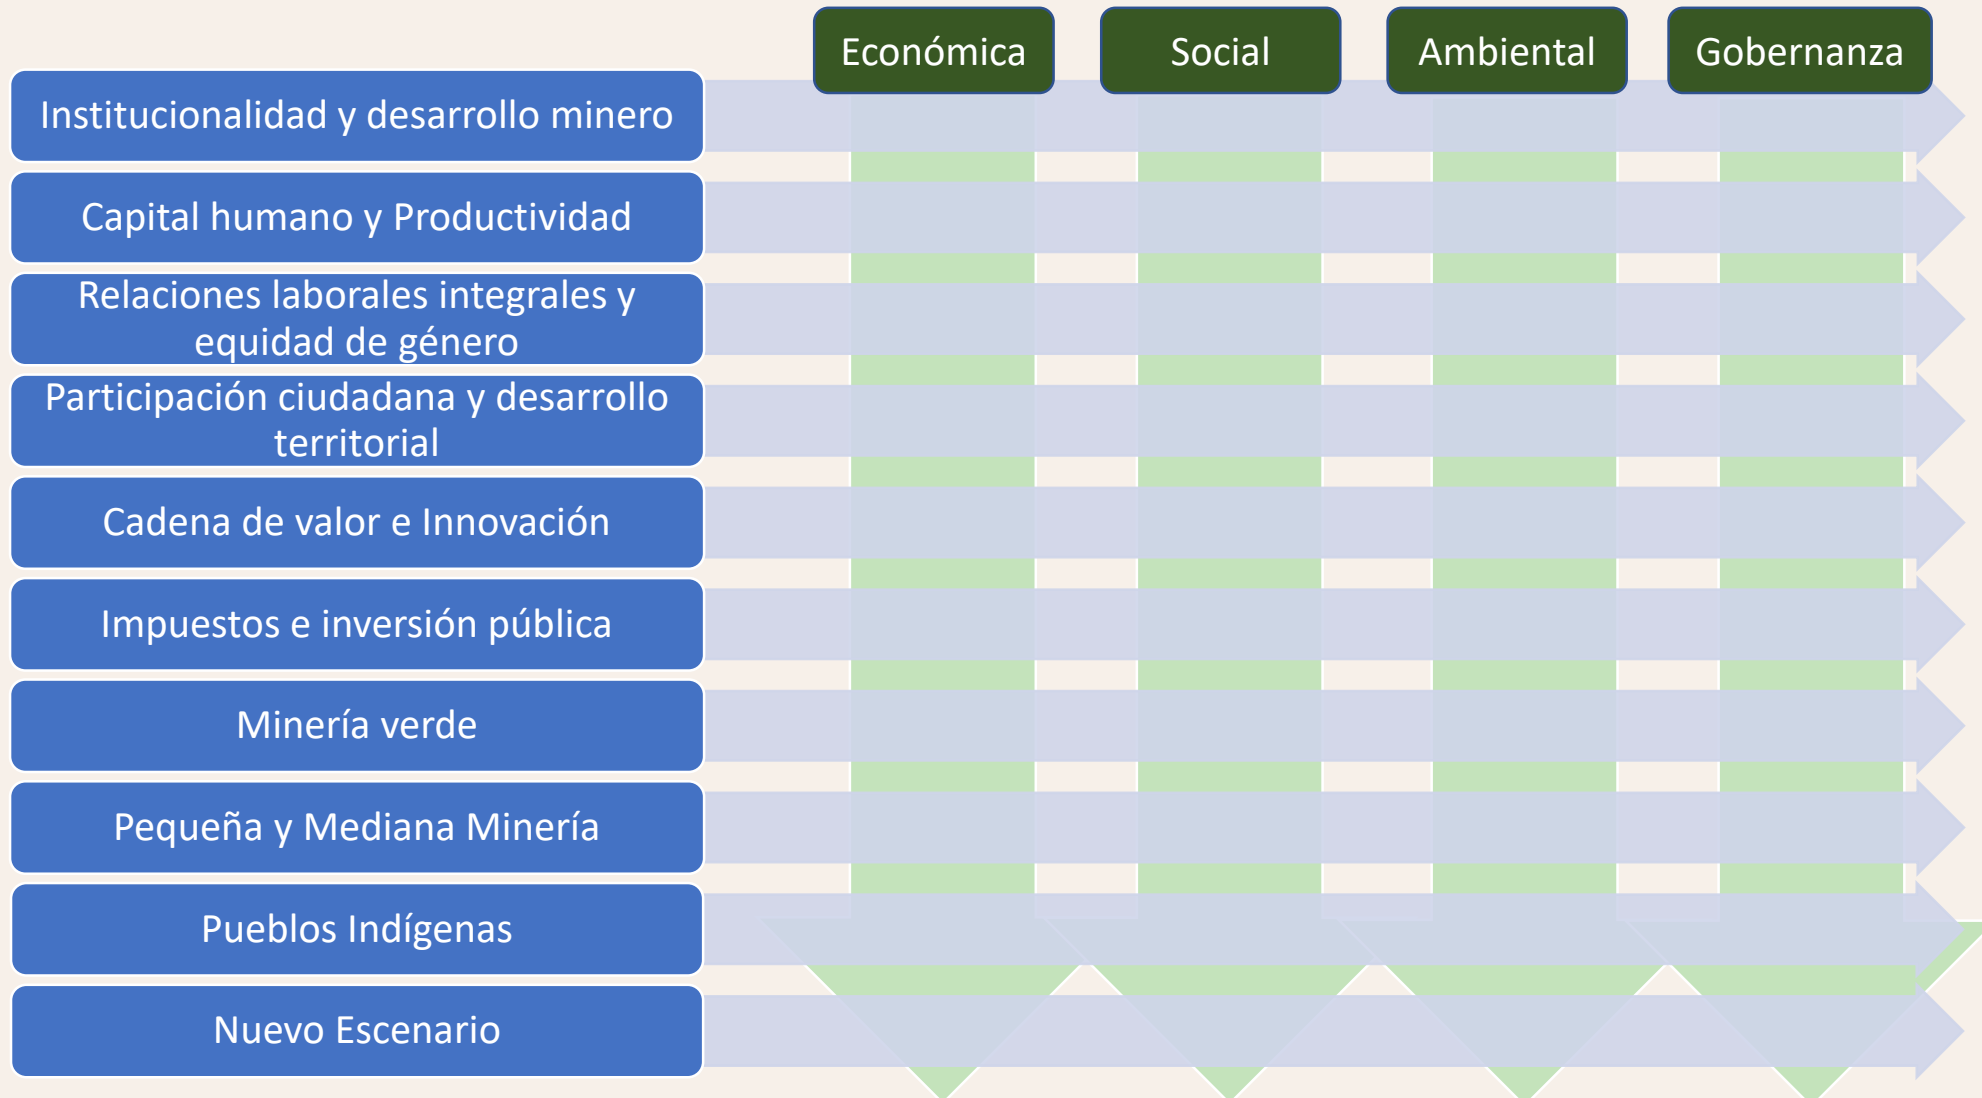 Económica
Social
Ambiental
Gobernanza
Institucionalidad y desarrollo minero
Capital humano y Productividad
Relaciones laborales integrales y
equidad de género
Participación ciudadana y desarrollo
territorial
Cadena de valor e Innovación
Impuestos e inversión pública
Minería verde
Pequeña y Mediana Minería
Pueblos Indígenas
Nuevo Escenario